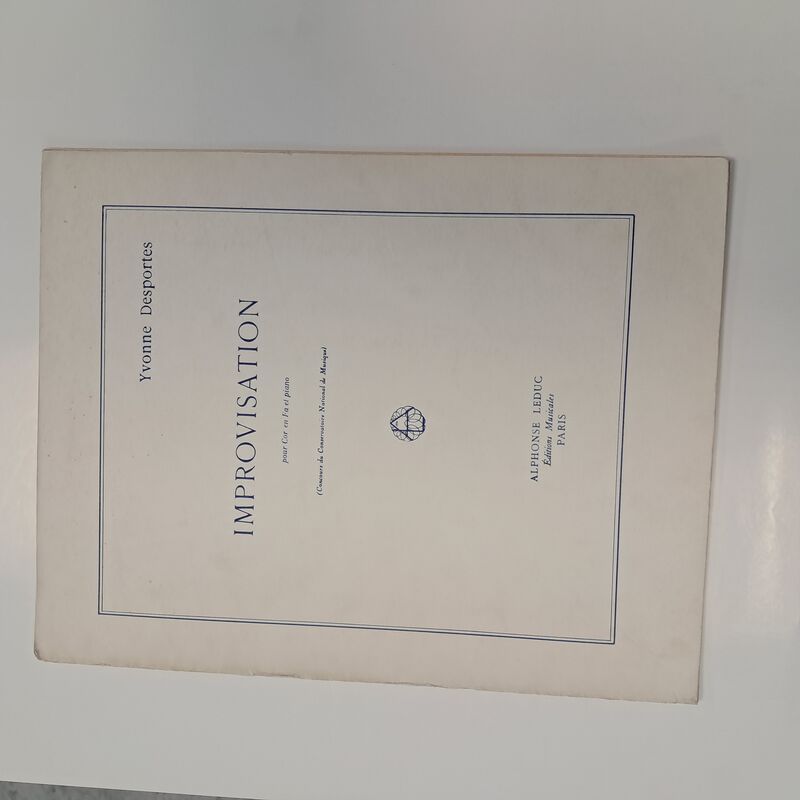 Yvonne Desportes
IMPROVISATION
pour Cor en Fa et piano
(Concours du Conservatoire National de Musique)
ALPHONSE LEDUC
Éditions Musicales
PARIS